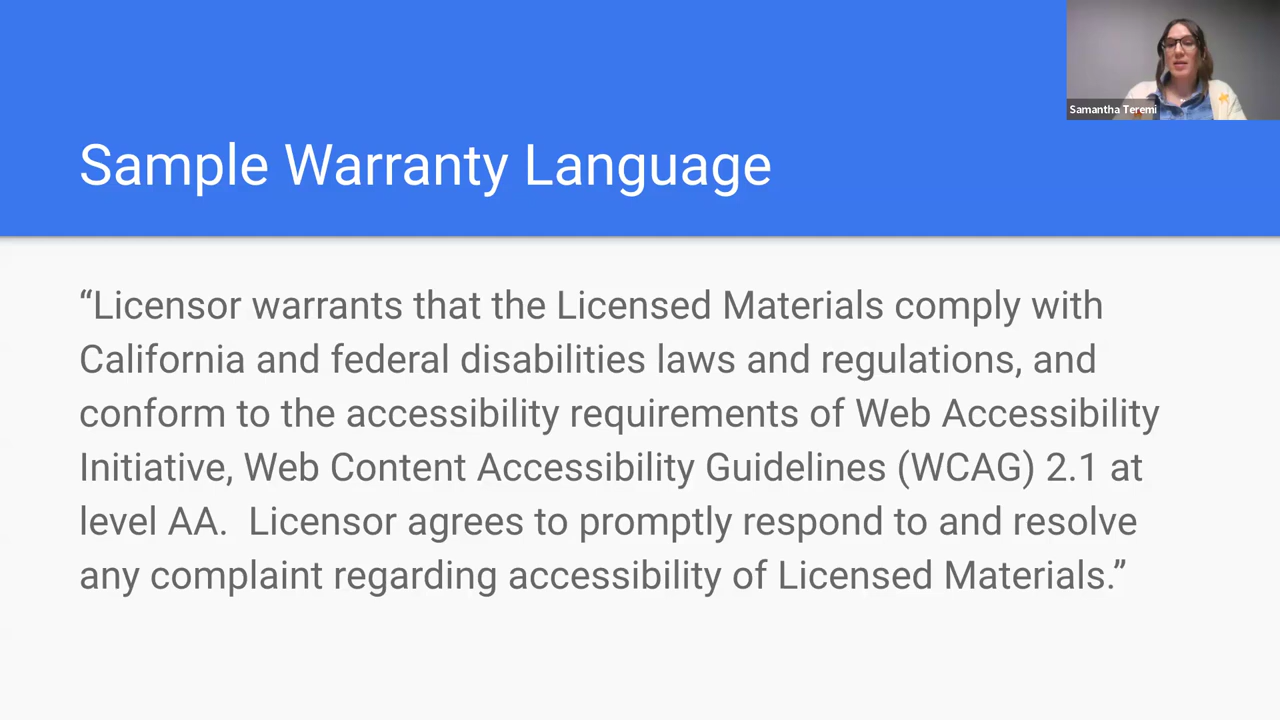 Samantha Teremi
Sample Warranty Language
“Licensor warrants that the Licensed Materials comply with
California and federal disabilities laws and regulations, and
conform to the accessibility requirements of Web Accessibility
Initiative, Web Content Accessibility Guidelines (WCAG) 2.1 at
level AA.  Licensor agrees to promptly respond to and resolve
any complaint regarding accessibility of Licensed Materials.”